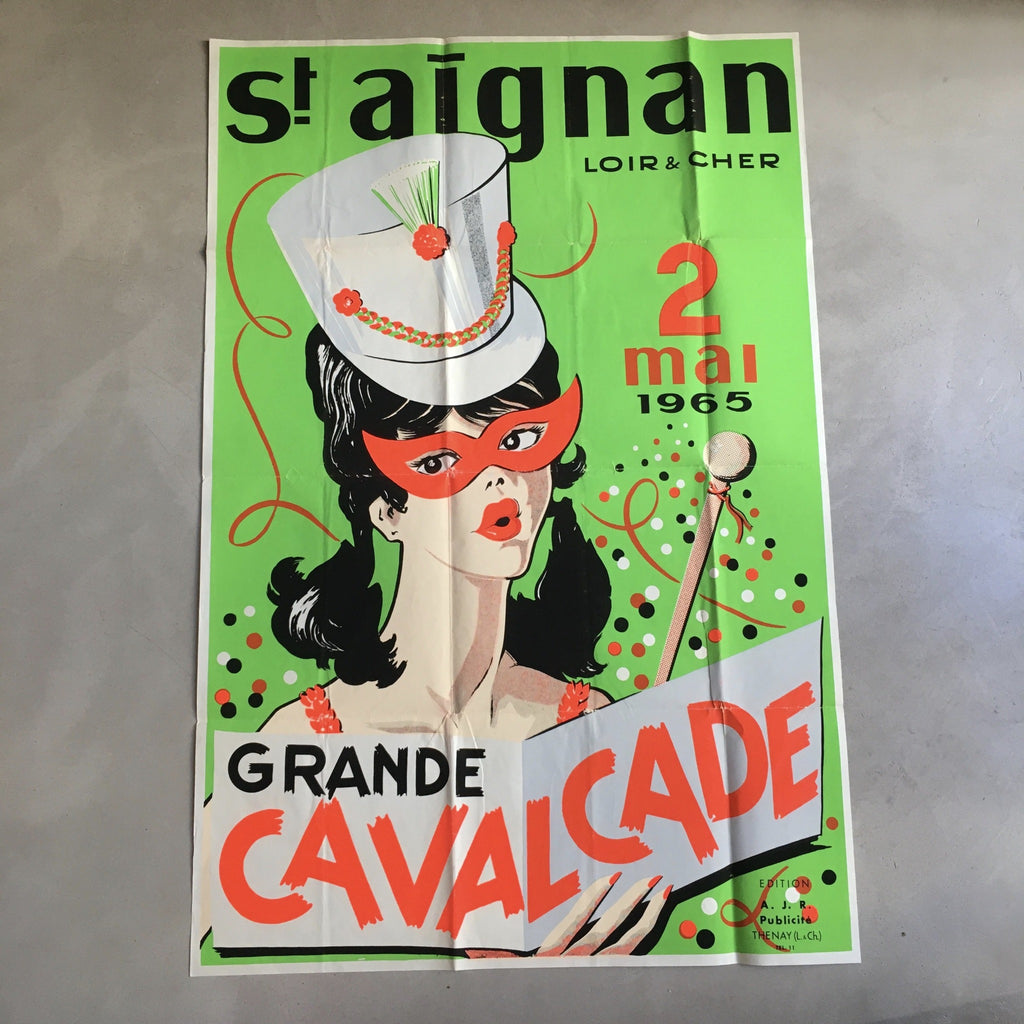 St aignan
LOIR & CHER
2
mai
1965
GRANDE
CAVALCADE
EDITION
A. J. R.
Publicité
THENAY (L.&Ch.)